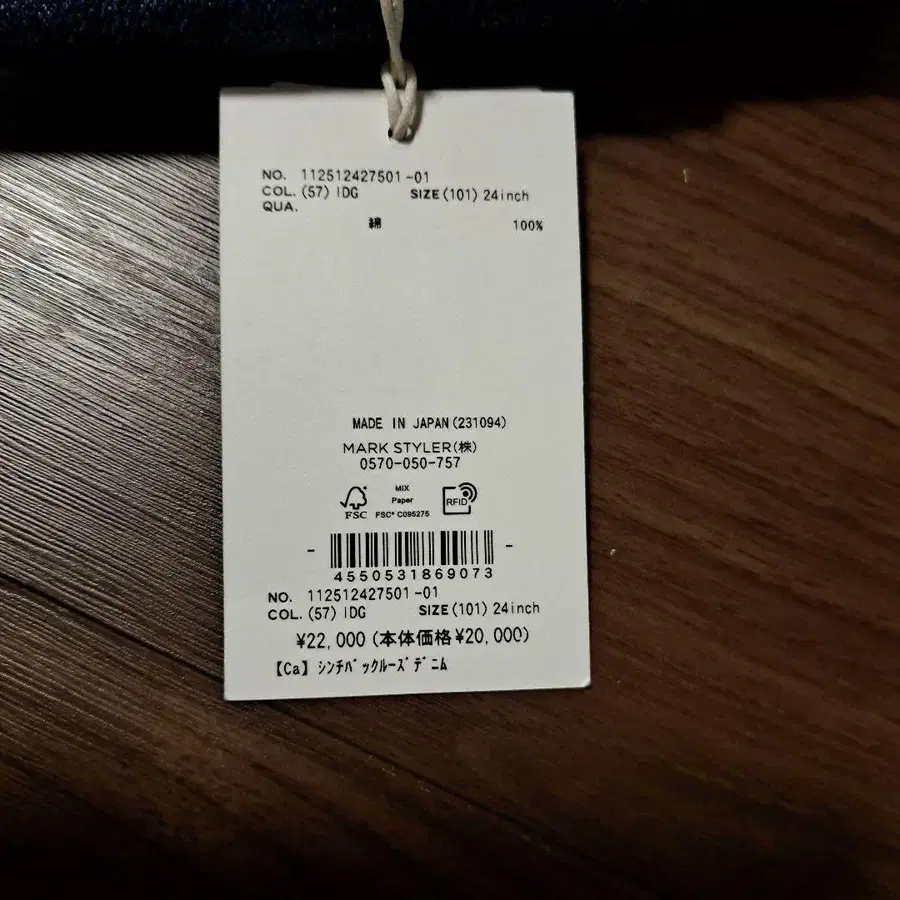 NO. 112512427501-01
COL. (57) IDG SIZE (101) 24inch
QUA.
綿 100%
MADE IN JAPAN (231094)
MARK STYLER(株)
0570-050-757
MIX
Paper
FSC FSC® C095275 RFID
4550531869073
NO. 112512427501-01
COL. (57) IDG SIZE (101) 24inch
¥22,000 (本体価格¥20,000)
【Ca】ｼﾝﾁﾊﾞｯｸﾙｰｽﾞﾃﾞﾆﾑ